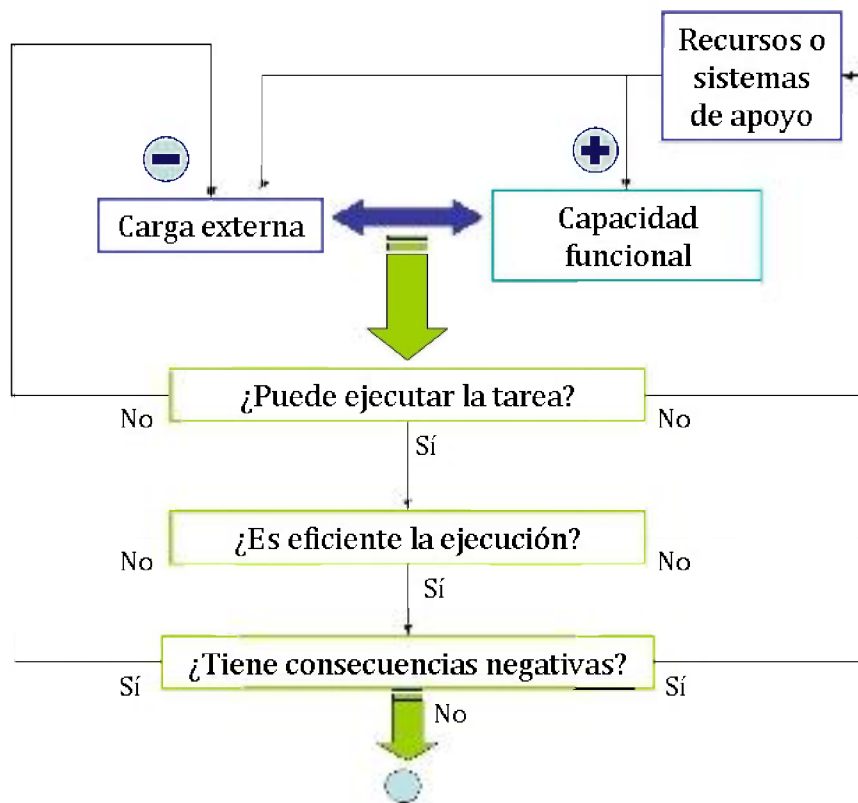 Recursos o
sistemas
de apoyo
Carga externa
Capacidad
funcional
¿Puede ejecutar la tarea?
No
No
Sí
¿Es eficiente la ejecución?
No
No
Sí
¿Tiene consecuencias negativas?
Sí
Sí
No